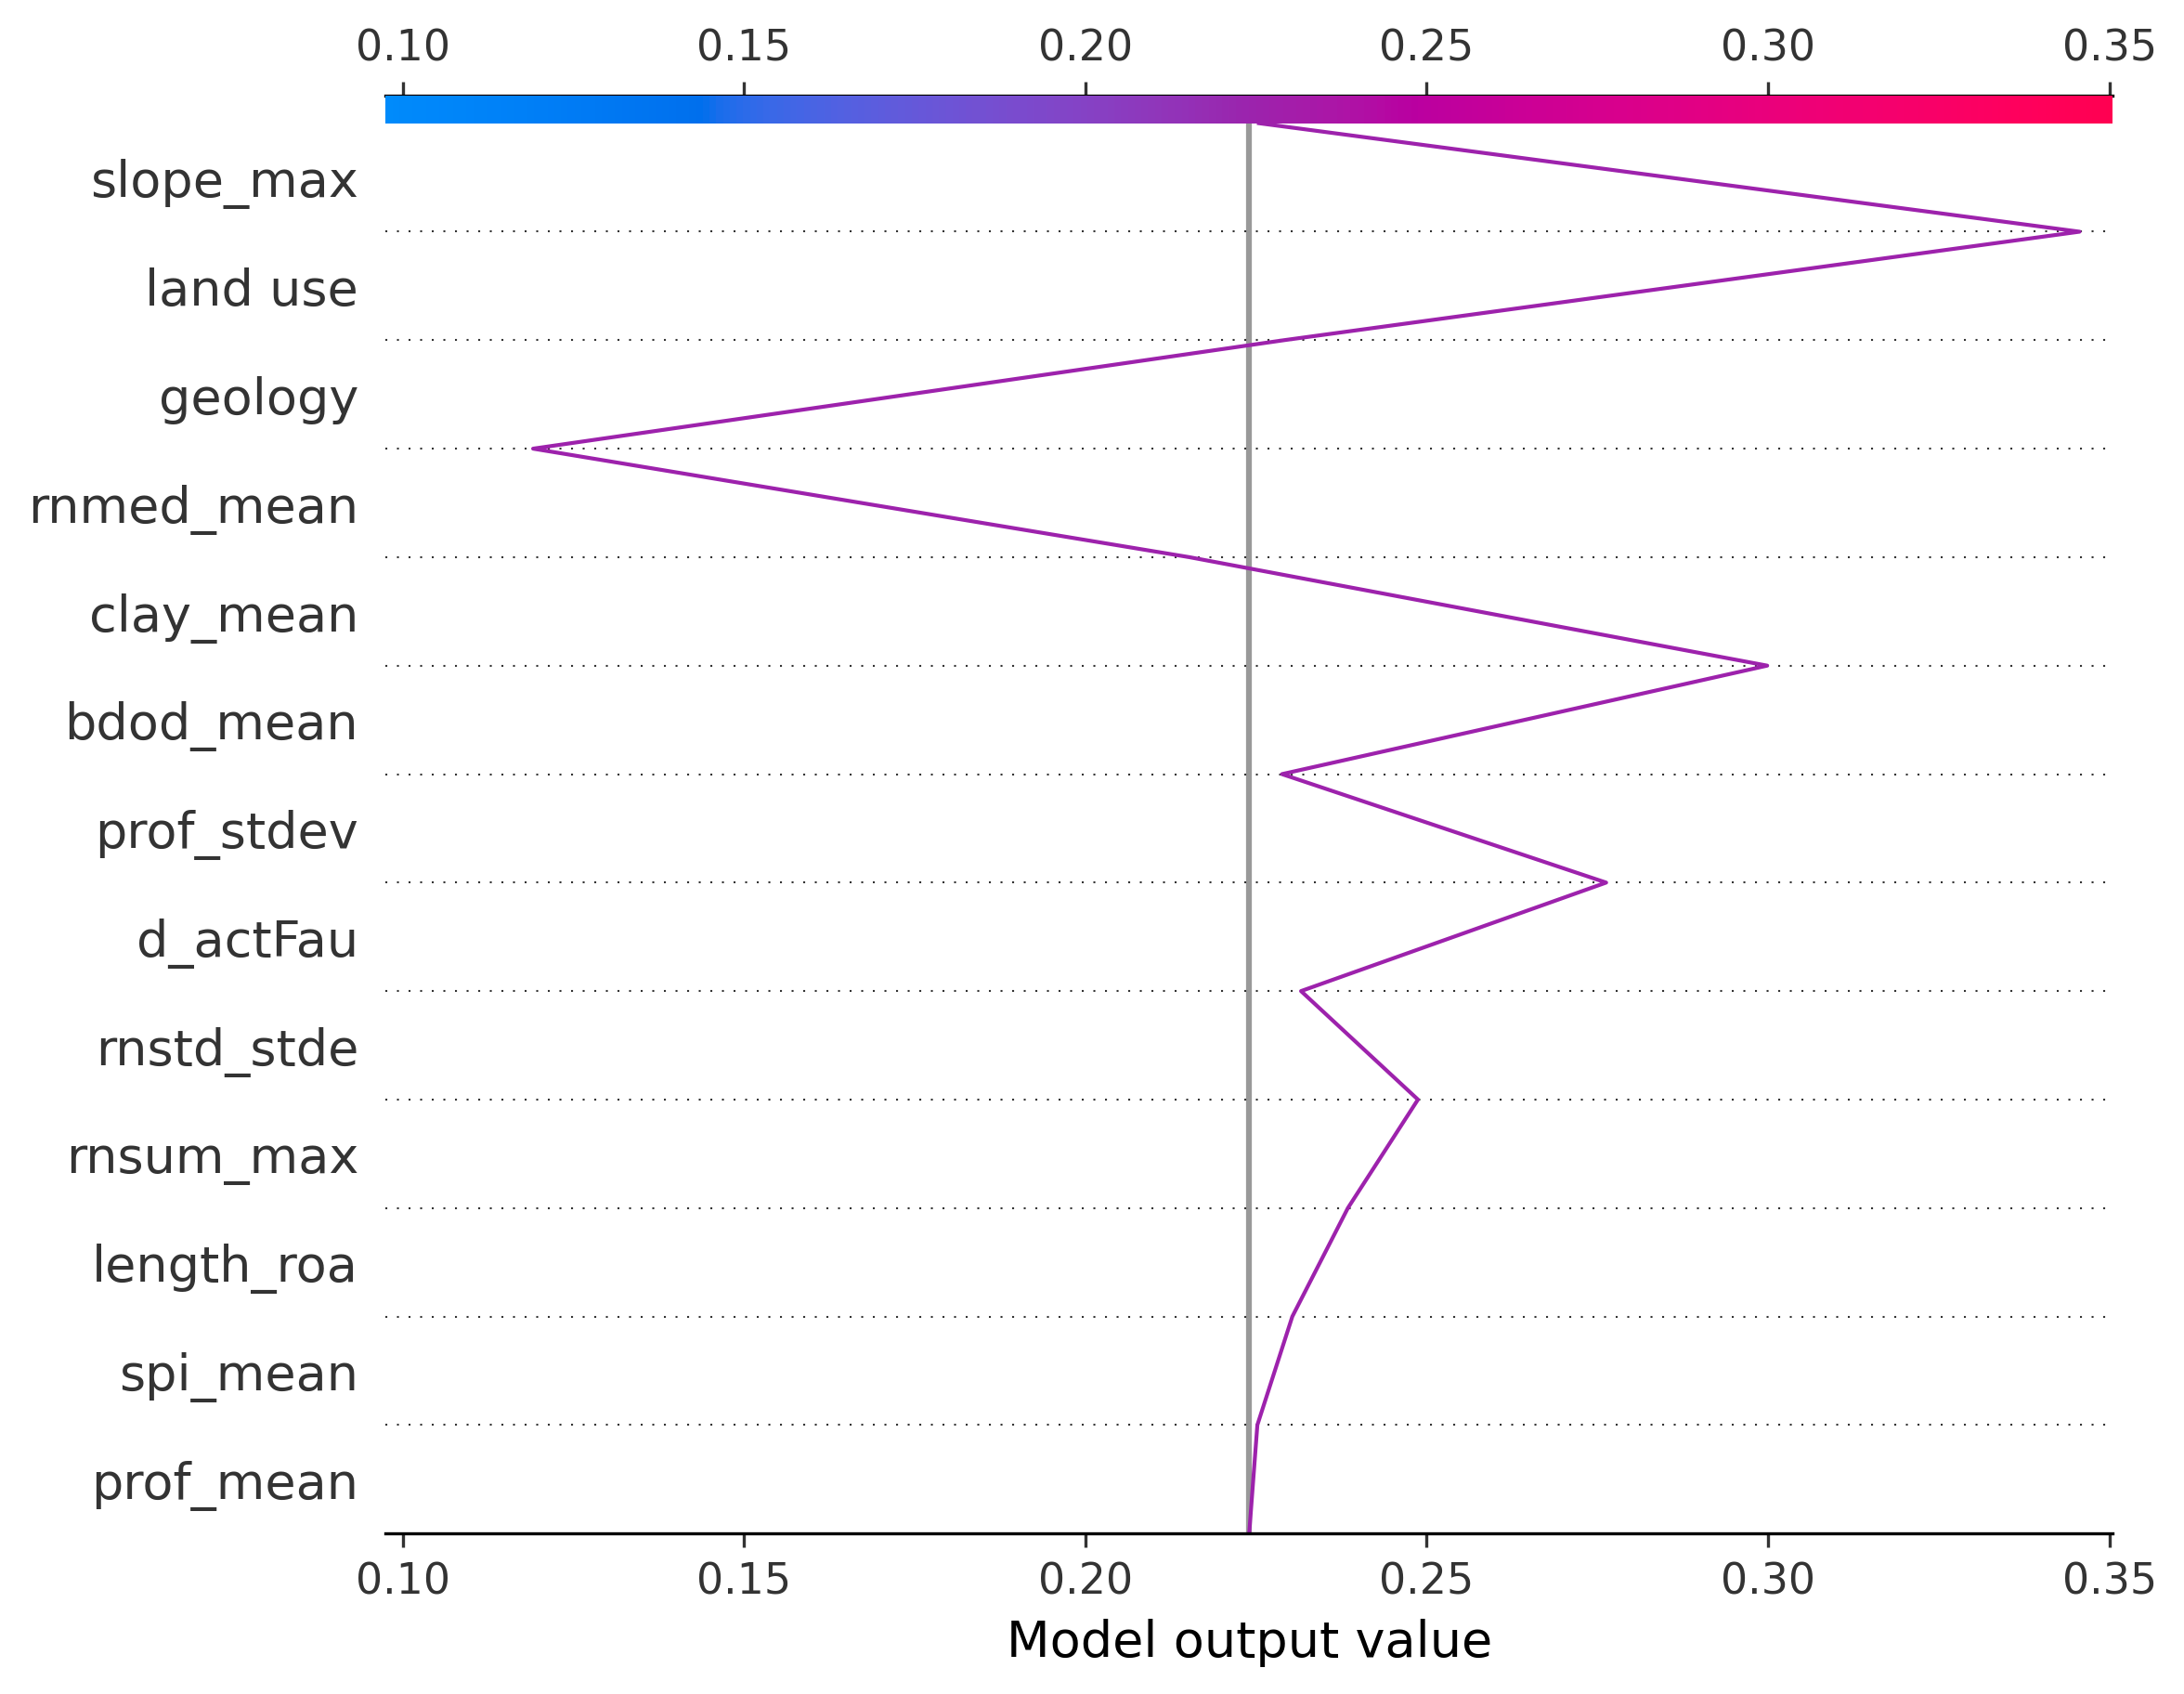 0.10 0.15 0.20 0.25 0.30 0.35
slope_max
land use
geology
rnmed_mean
clay_mean
bdod_mean
prof_stdev
d_actFau
rnstd_stde
rnsum_max
length_roa
spi_mean
prof_mean
0.10 0.15 0.20 0.25 0.30 0.35
Model output value